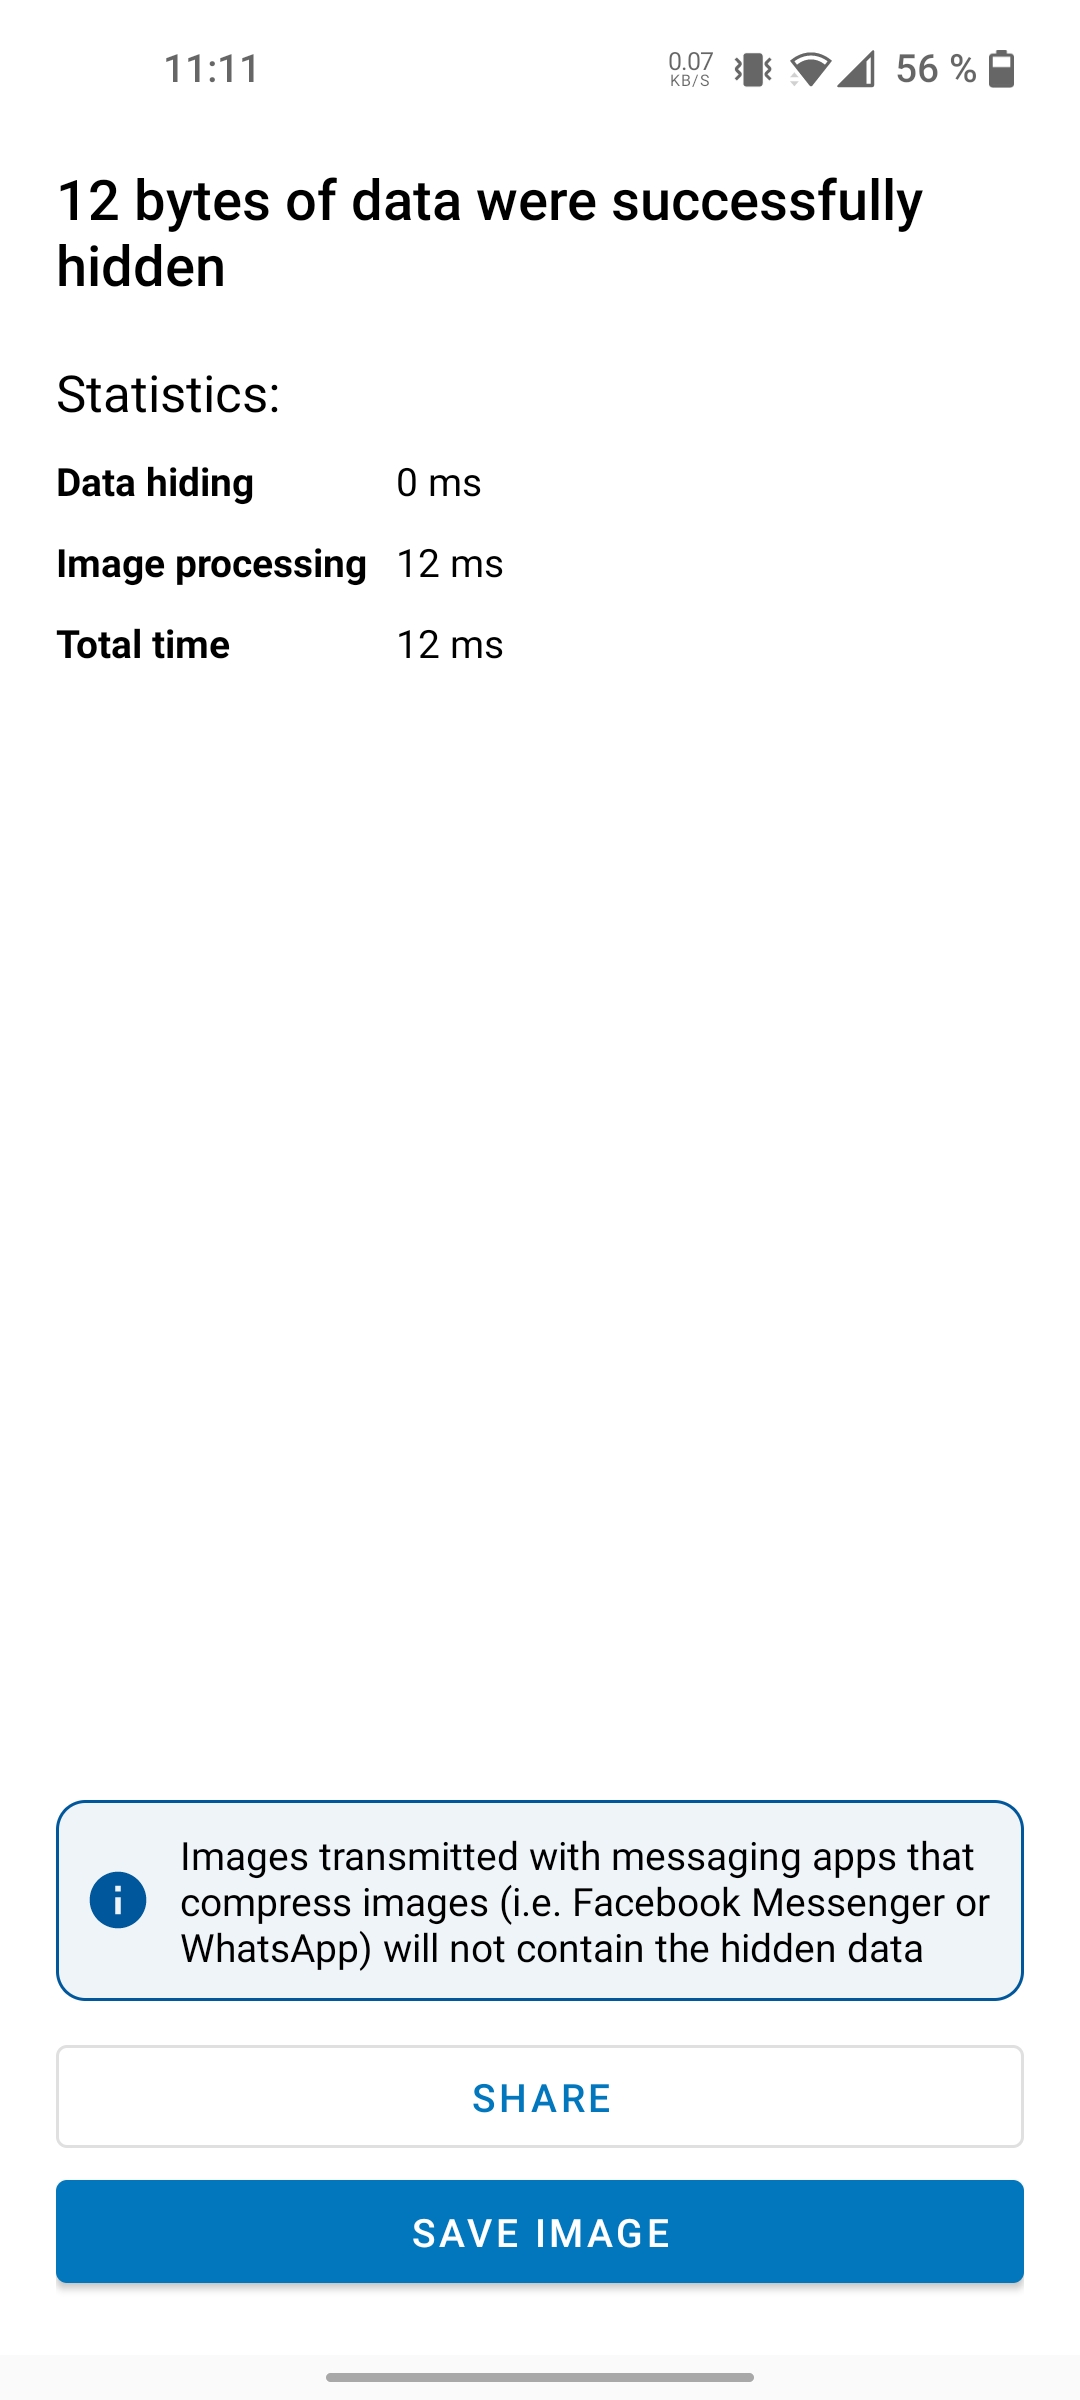 11:11
0.07
KB/S
56 %
12 bytes of data were successfully
hidden
Statistics:
Data hiding 0 ms
Image processing 12 ms
Total time 12 ms
Images transmitted with messaging apps that
compress images (i.e. Facebook Messenger or
WhatsApp) will not contain the hidden data
SHARE
SAVE IMAGE